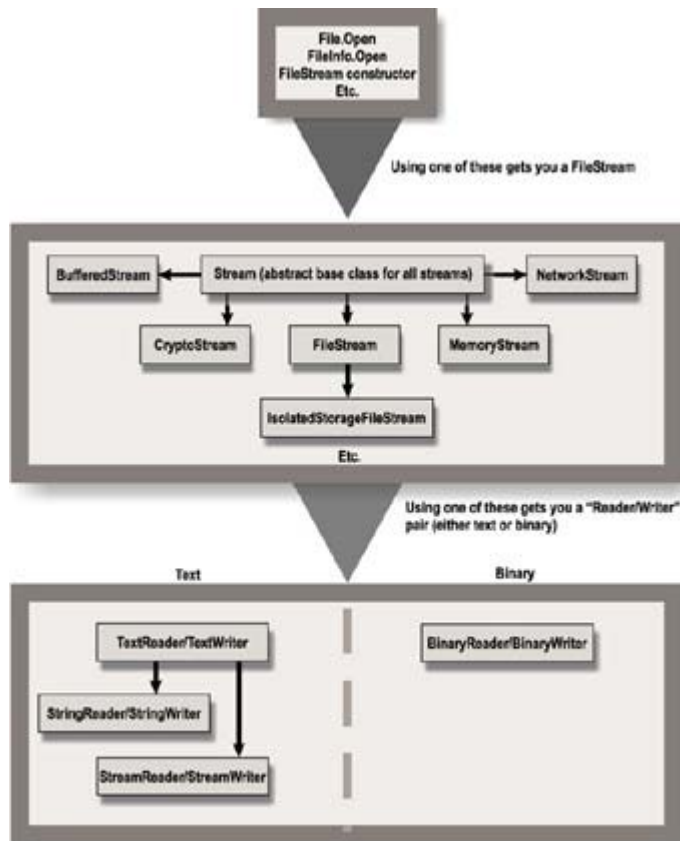 File.Open
FileInfo.Open
FileStream constructor
Etc.
Using one of these gets you a FileStream
BufferedStream
Stream (abstract base class for all streams)
NetworkStream
CryptoStream
FileStream
MemoryStream
IsolatedStorageFileStream
Etc.
Using one of these gets you a "Reader/Writer"
pair (either text or binary)
Text
Binary
TextReader/TextWriter
BinaryReader/BinaryWriter
StringReader/StringWriter
StreamReader/StreamWriter